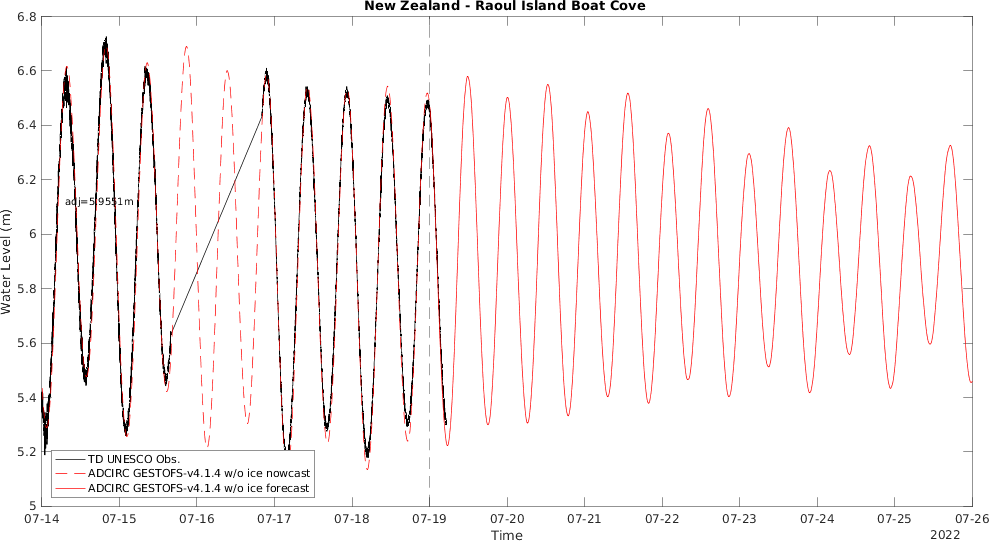 New Zealand - Raoul Island Boat Cove
6.8
6.6
6.4
6.2
6
5.8
5.6
5.4
5.2
5
Water Level (m)
adj=5.9551m
TD UNESCO Obs.
ADCIRC GESTOFS-v4.1.4 w/o ice nowcast
ADCIRC GESTOFS-v4.1.4 w/o ice forecast
07-14 07-15 07-16 07-17 07-18 07-19 07-20 07-21 07-22 07-23 07-24 07-25 07-26
Time
2022